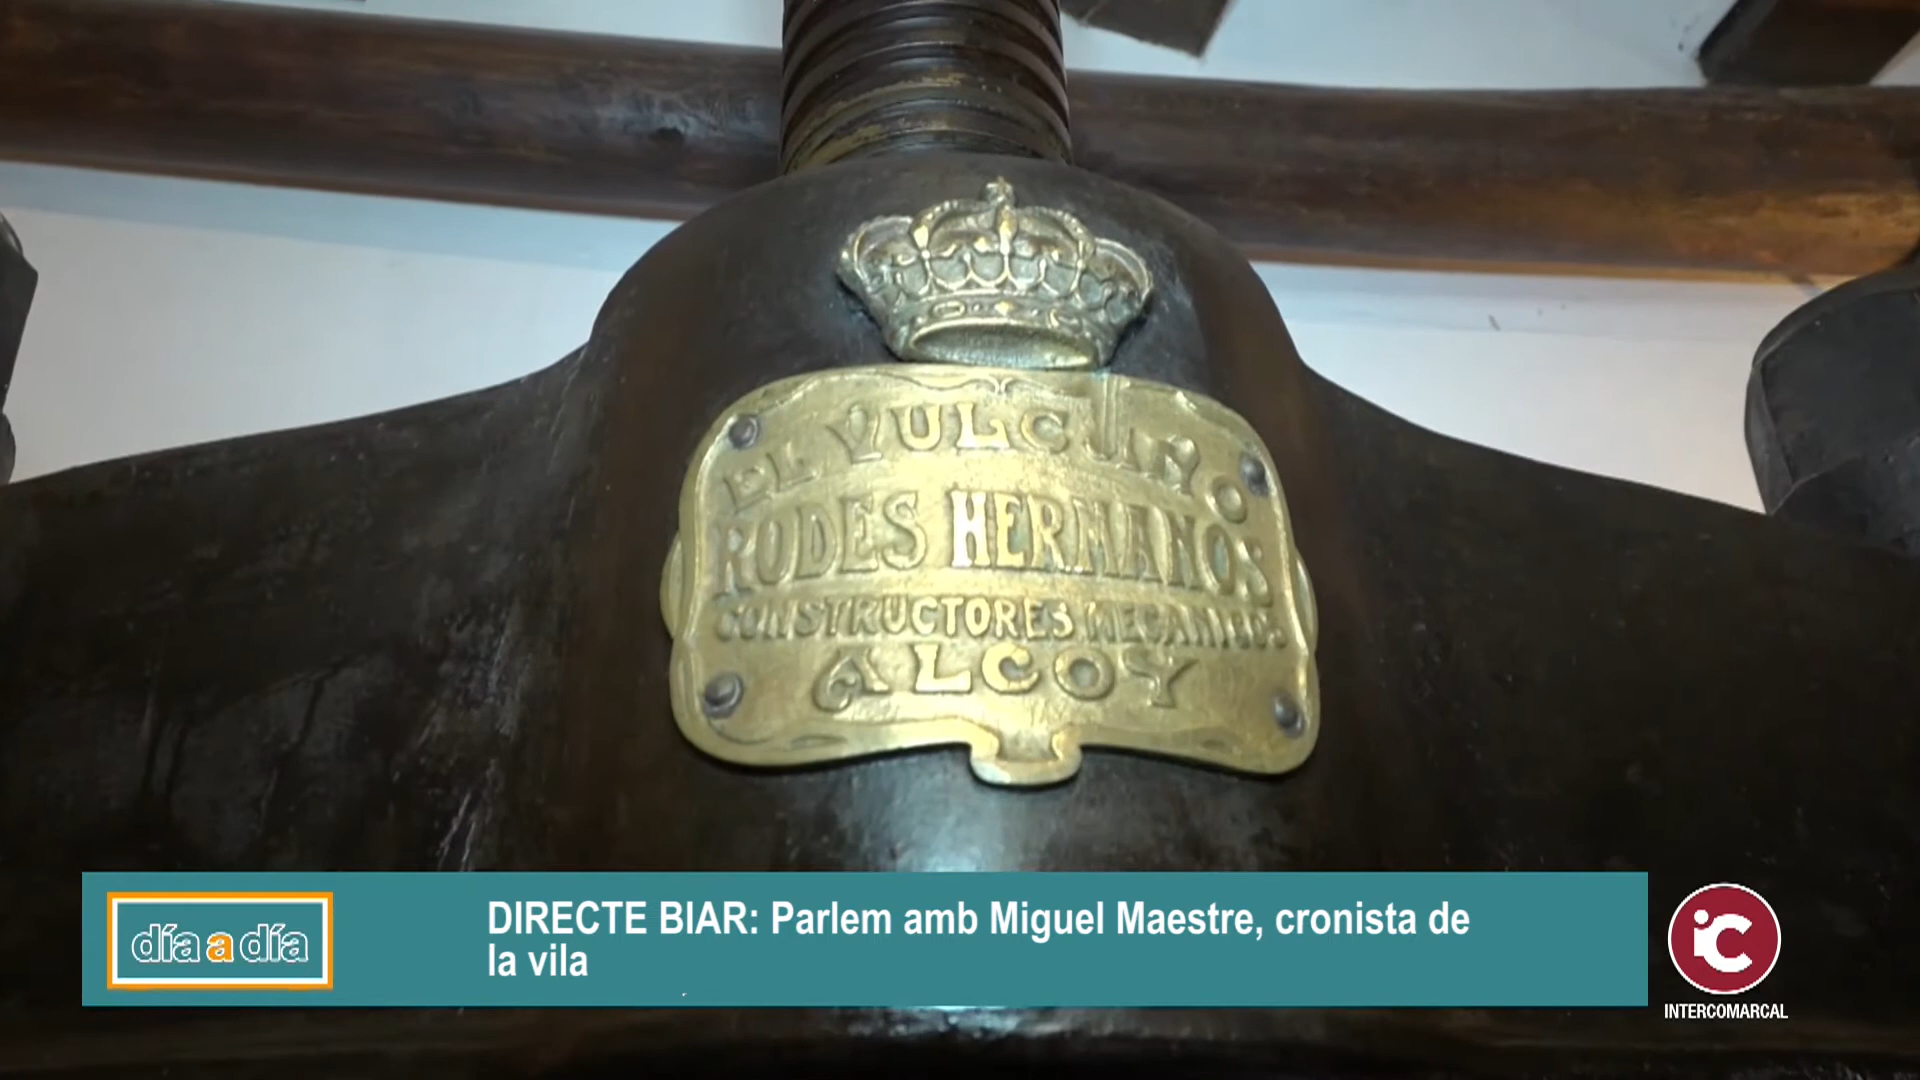 EL VULCANO
RODES HERMANOS
CONSTRUCTORES MECANICOS
ALCOY
día a día
DIRECTE BIAR: Parlem amb Miguel Maestre, cronista de
la vila
iC
INTERCOMARCAL